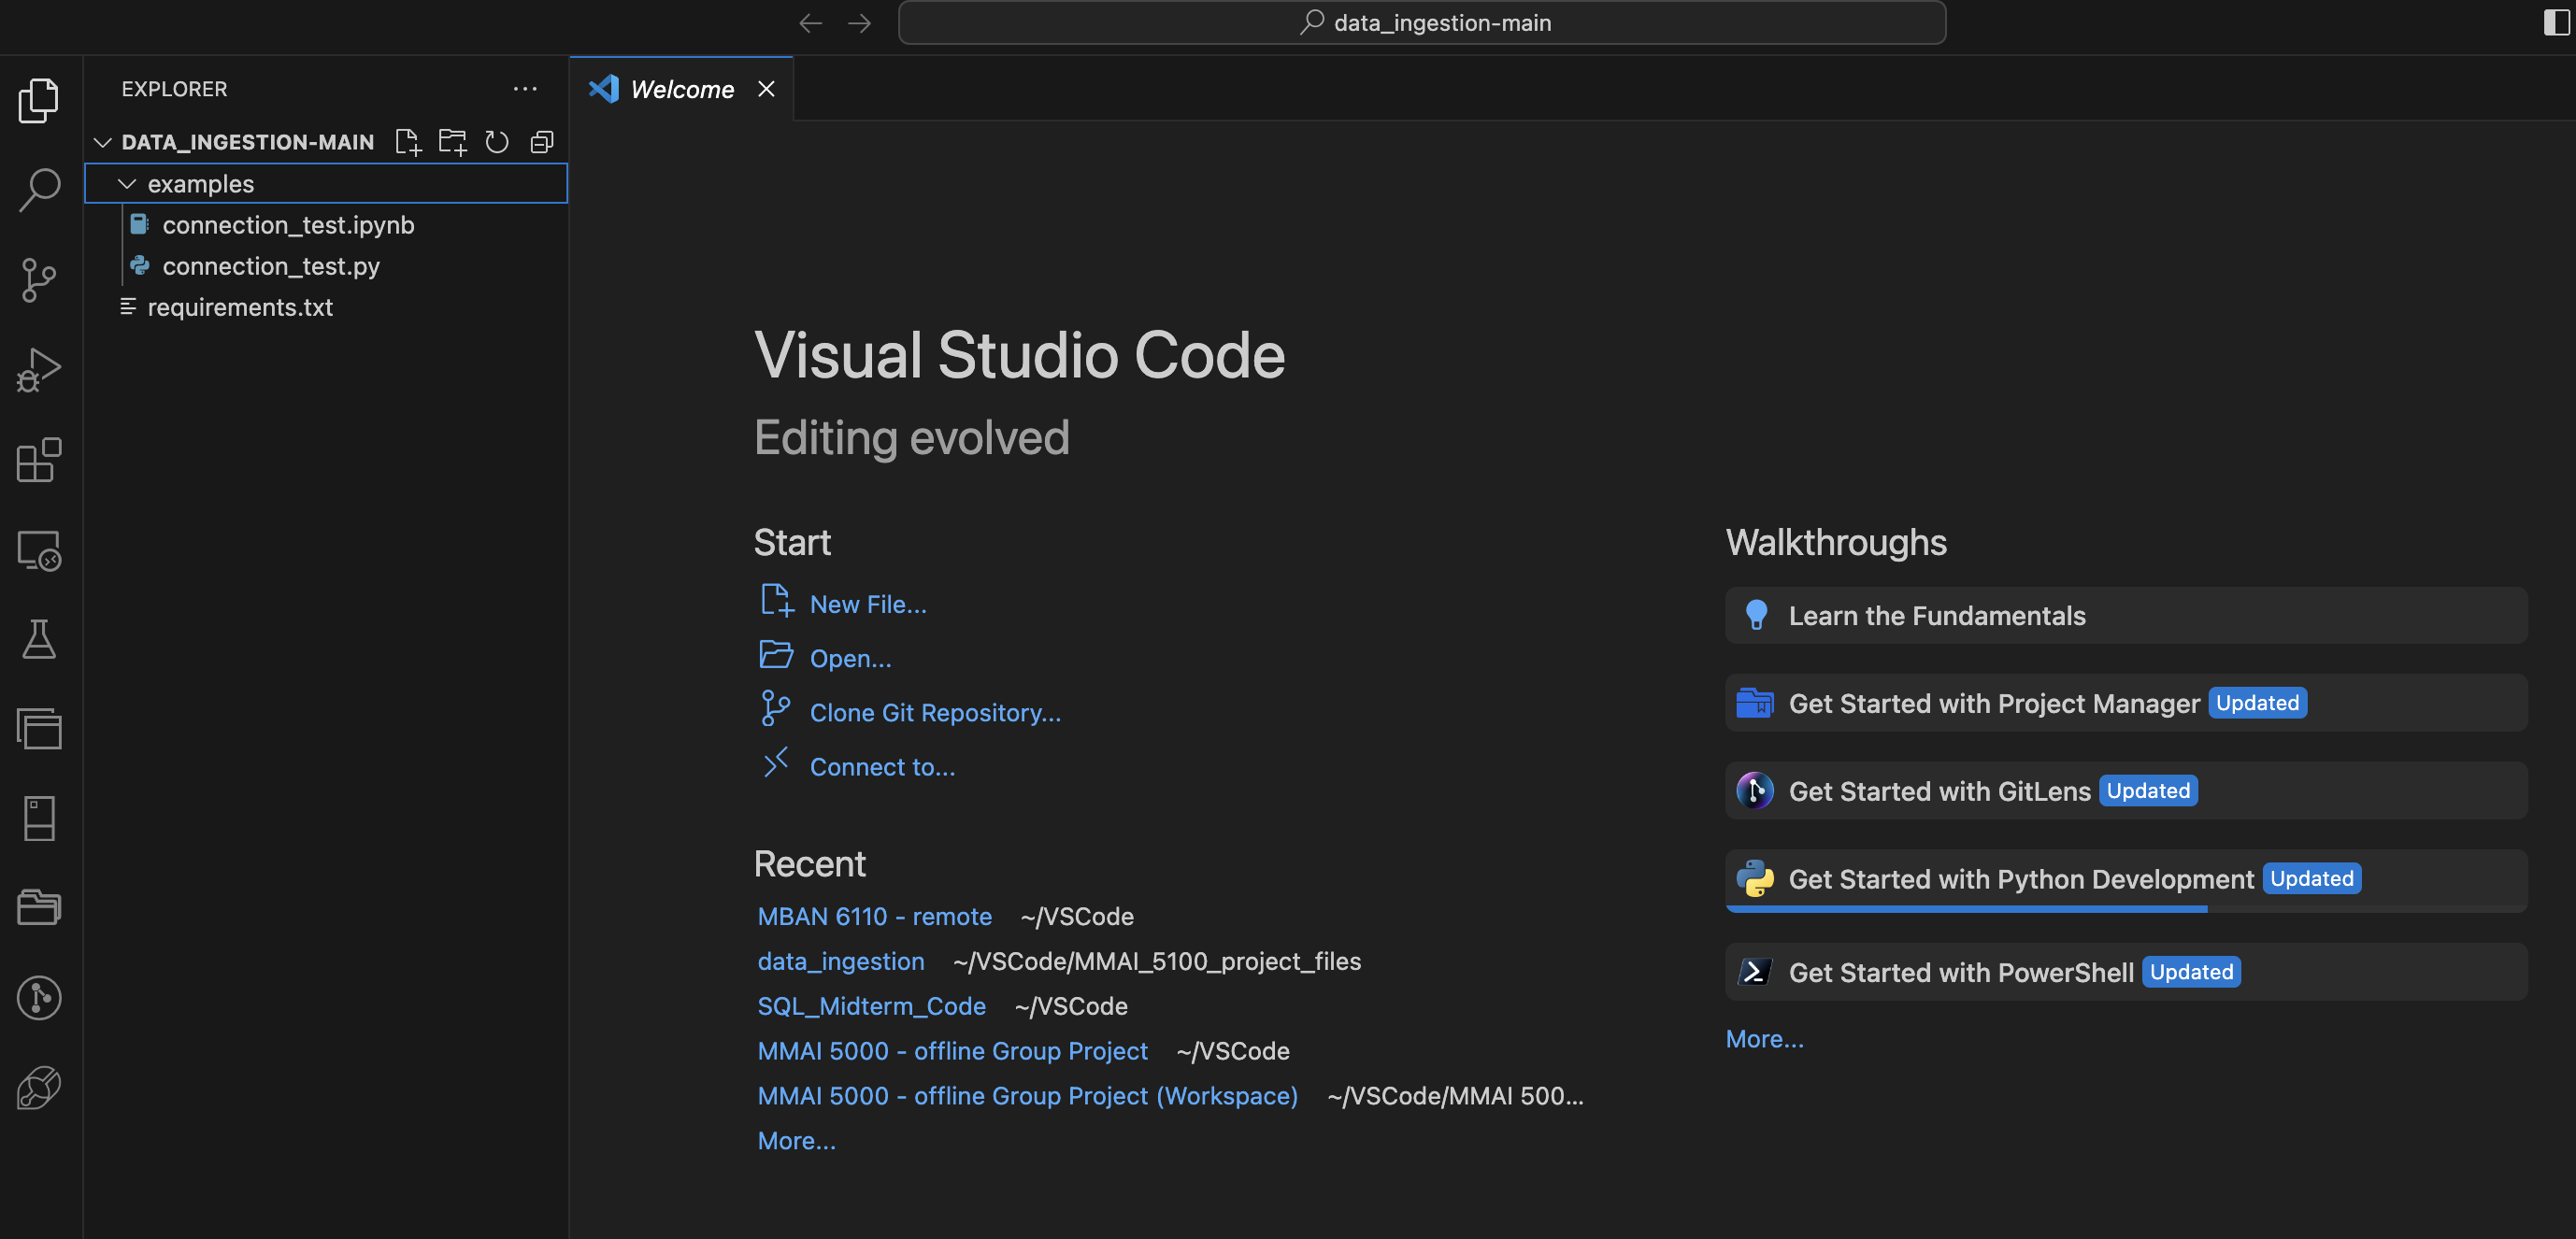 data_ingestion-main
EXPLORER
Welcome
DATA_INGESTION-MAIN
examples
connection_test.ipynb
connection_test.py
requirements.txt
Visual Studio Code
Editing evolved
Start
New File...
Open...
Clone Git Repository...
Connect to...
Recent
MBAN 6110 - remote ~/VSCode
data_ingestion ~/VSCode/MMAI_5100_project_files
SQL_Midterm_Code ~/VSCode
MMAI 5000 - offline Group Project ~/VSCode
MMAI 5000 - offline Group Project (Workspace) ~/VSCode/MMAI 500...
More...
Walkthroughs
Learn the Fundamentals
Get Started with Project Manager Updated
Get Started with GitLens Updated
Get Started with Python Development Updated
Get Started with PowerShell Updated
More...